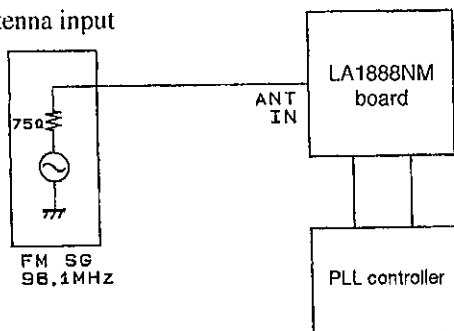 tenna input
75Ω
ANT
IN
LA1888NM
board
FM SG
98.1MHz
PLL controller